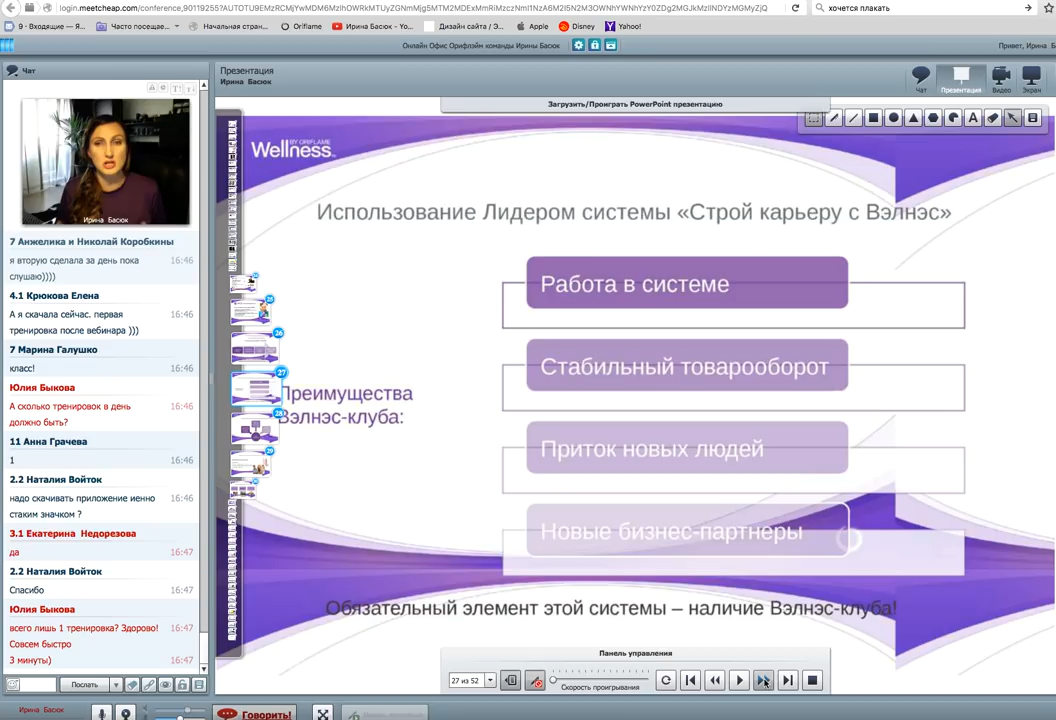 login.meetcheap.com/conference,90119255?AUTOTU9EMzRCMjYwMDM6MzlhOWRkMTUyZGNmMjg5MTM2MDExMmRiMzczNmI1NzA6M2I5N2M3OWNhYWNhYzY0ZDg2MGJkMzllNDYzMGMyZjQ
хочется плакать
9 - Входящие — Я...
Часто посещае...
Начальная стран...
Oriflame
Ирина Басюк - Yo...
Дизайн сайта / Э...
Apple
Disney
Yahoo!
Онлайн Офис Орифлэйм команды Ирины Басюк
Привет, Ирина Б
Чат
Ирина Басюк
7 Анжелика и Николай Коробкины
я вторую сделала за день пока 16:46
слушаю))))
4.1 Крюкова Елена
А я скачала сейчас. первая 16:46
тренировка после вебинара )))
7 Марина Галушко
класс! 16:46
Юлия Быкова
А сколько тренировок в день 16:46
должно быть?
11 Анна Грачева
1 16:46
2.2 Наталия Войток
надо скачивать приложение иенно 16:46
стаким значком ?
3.1 Екатерина Недорезова
да 16:47
2.2 Наталия Войток
Спасибо 16:47
Юлия Быкова
всего лишь 1 тренировка? Здорово! 16:47
Совсем быстро
3 минуты) 16:47
Послать
Ирина Басюк
Говорить!
Презентация
Ирина Басюк
Чат
Презентация
Видео
Экран
Загрузить/Проиграть PowerPoint презентацию
BY ORIFLAME
Wellness
Использование Лидером системы «Строй карьеру с Вэлнэс»
Работа в системе
Стабильный товарооборот
Преимущества
Вэлнэс-клуба:
Приток новых людей
Новые бизнес-партнеры
Обязательный элемент этой системы – наличие Вэлнэс-клуба!
25
26
27
28
29
Панель управления
27 из 52
Скорость проигрывания